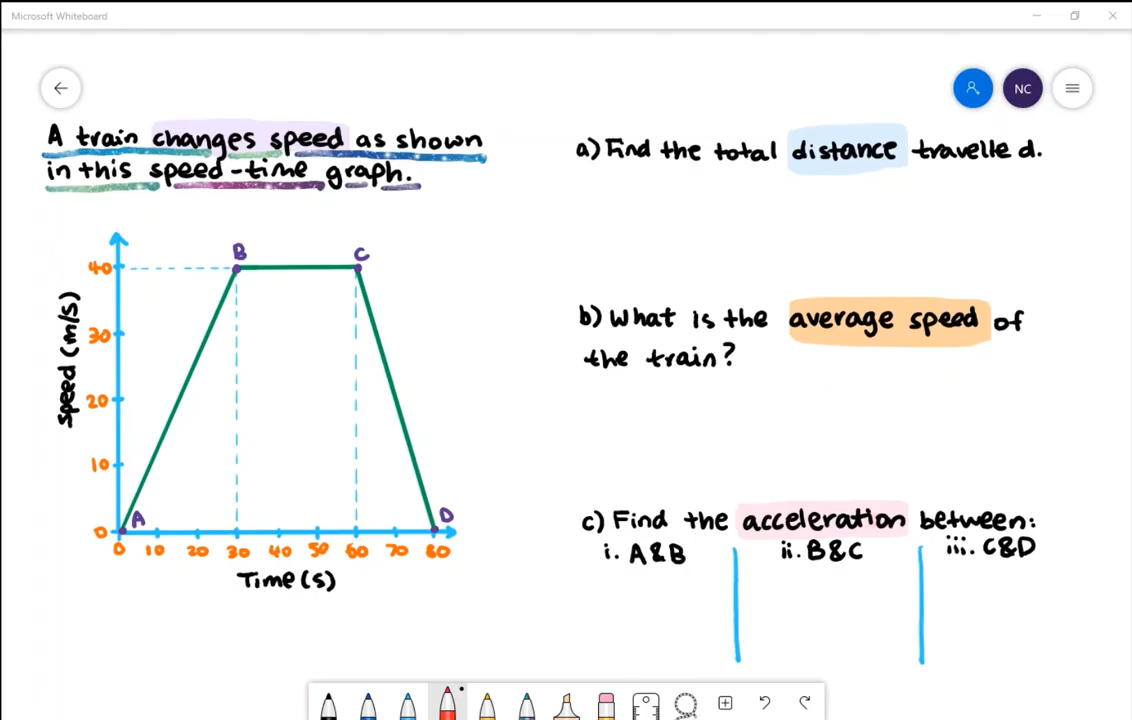 Microsoft Whiteboard
NC
A train changes speed as shown
in this speed-time graph.
a) Find the total distance travelled.
B
C
40
30
20
10
0
Speed (m/s)
A
D
0 10 20 30 40 50 60 70 80
Time (s)
b) What is the average speed of
the train?
c) Find the acceleration between:
i. A&B
ii. B&C
iii. C&D